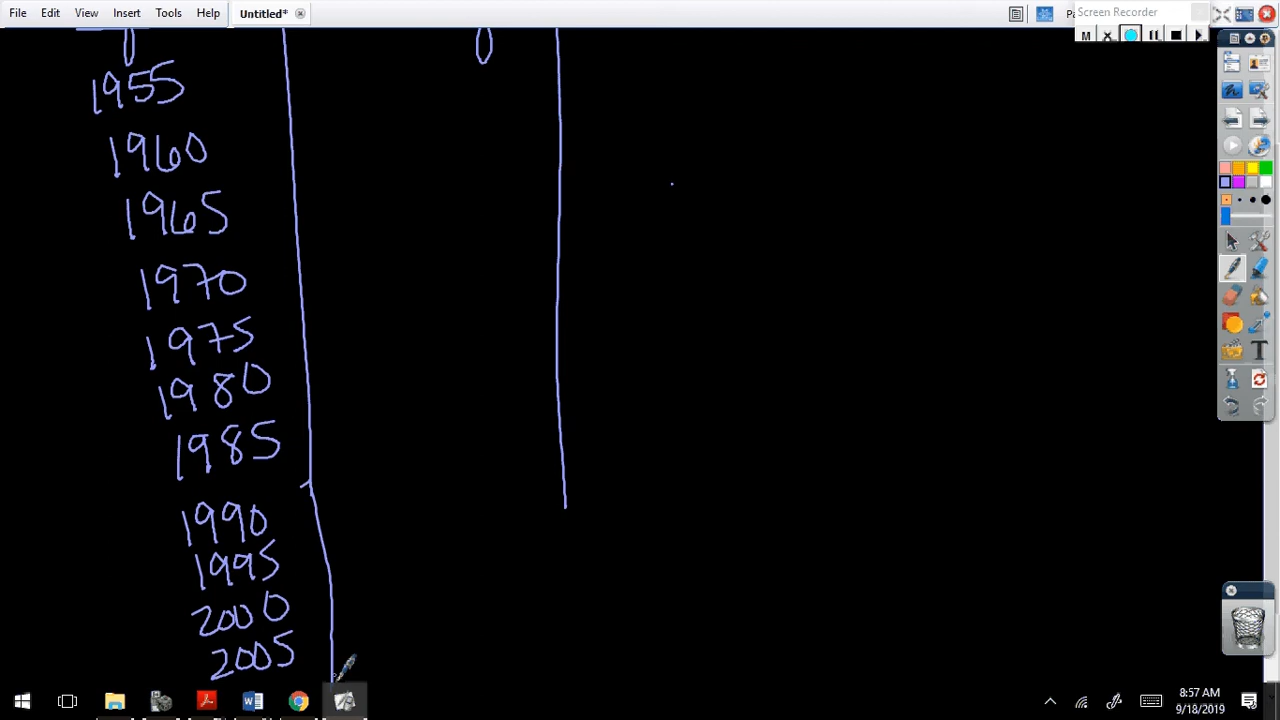 File Edit View Insert Tools Help Untitled*
Screen Recorder
M
1955
1960
1965
1970
1975
1980
1985
1990
1995
2000
2005
T
W
8:57 AM
9/18/2019